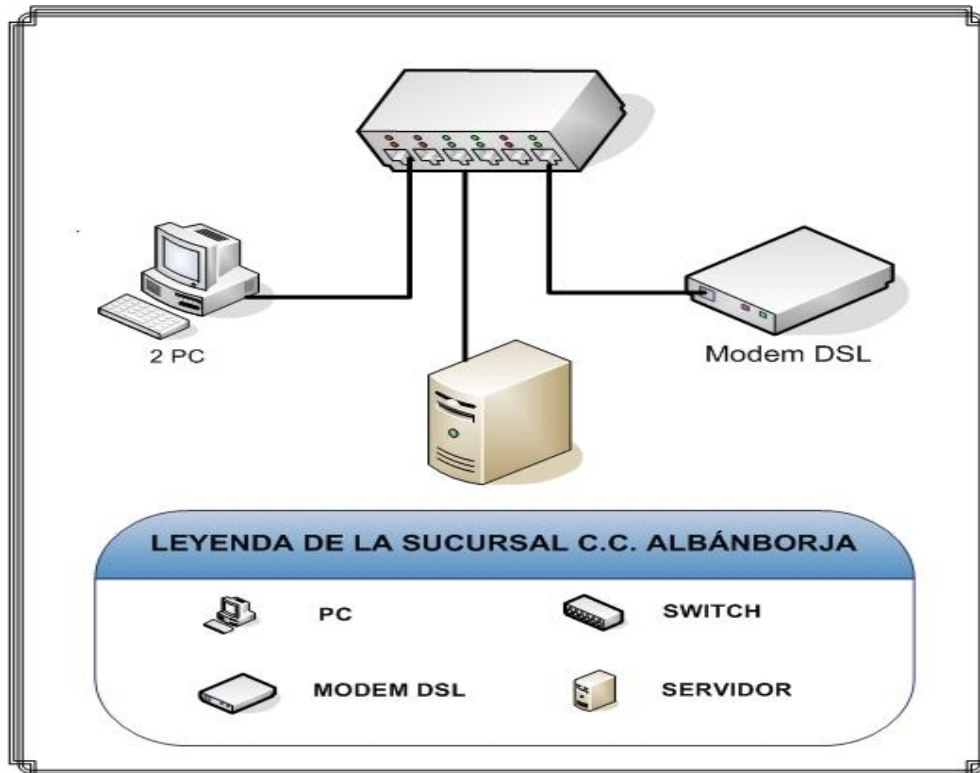 2 PC
Modem DSL
LEYENDA DE LA SUCURSAL C.C. ALBÁNBORJA
PC
SWITCH
MODEM DSL
SERVIDOR